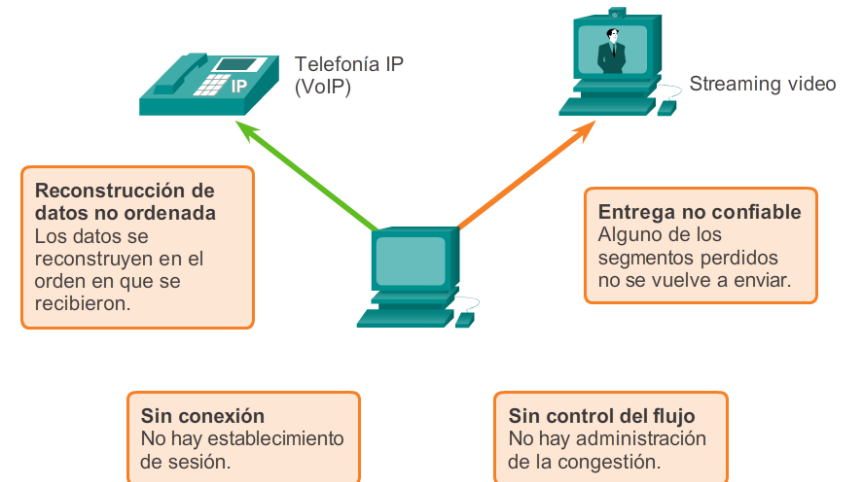 Telefonía IP
(VoIP)
IP
Streaming video
Reconstrucción de
datos no ordenada
Los datos se
reconstruyen en el
orden en que se
recibieron.
Entrega no confiable
Alguno de los
segmentos perdidos
no se vuelve a enviar.
Sin conexión
No hay establecimiento
de sesión.
Sin control del flujo
No hay administración
de la congestión.